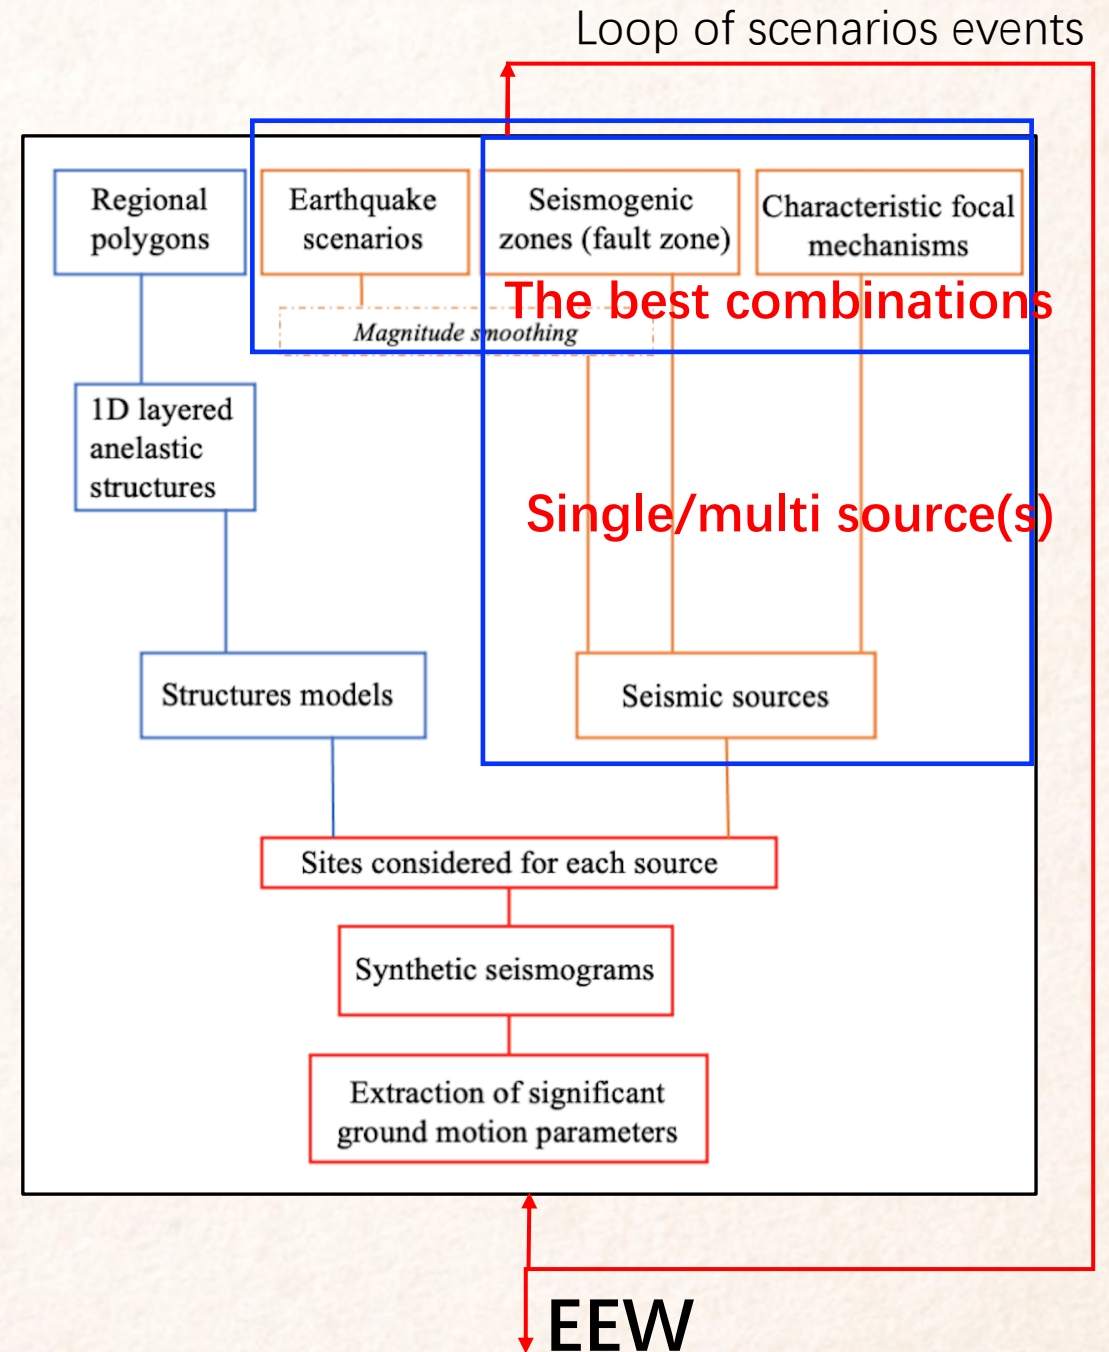 Loop of scenarios events
Regional
polygons
Earthquake
scenarios
Seismogenic
zones (fault zone)
Characteristic focal
mechanisms
The best combinations
Magnitude smoothing
1D layered
anelastic
structures
Single/multi source(s)
Structures models
Seismic sources
Sites considered for each source
Synthetic seismograms
Extraction of significant
ground motion parameters
EEW